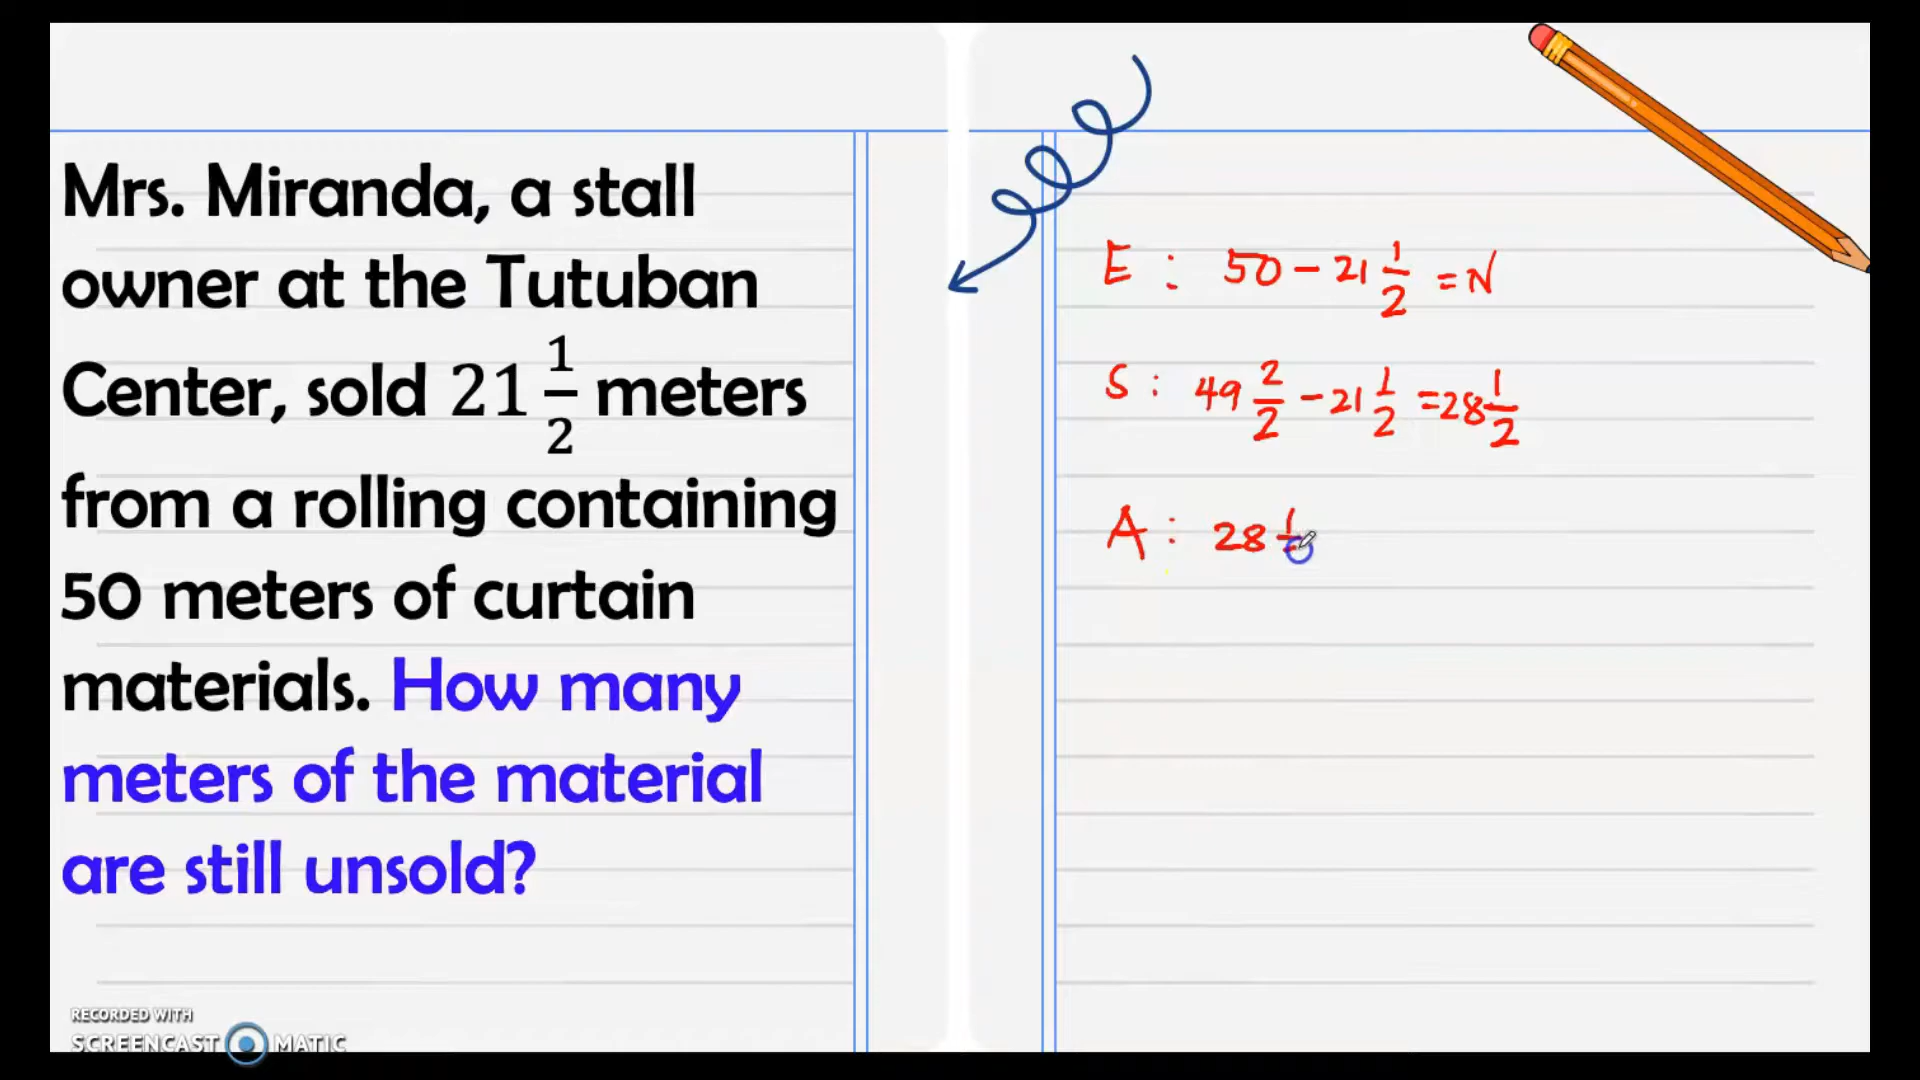 Mrs. Miranda, a stall
owner at the Tutuban
Center, sold 21 1/2 meters
from a rolling containing
50 meters of curtain
materials. How many
meters of the material
are still unsold?
E : 50 - 21 1/2 = N
S : 49 2/2 - 21 1/2 = 28 1/2
A : 28 1
RECORDED WITH
SCREENCAST MATIC